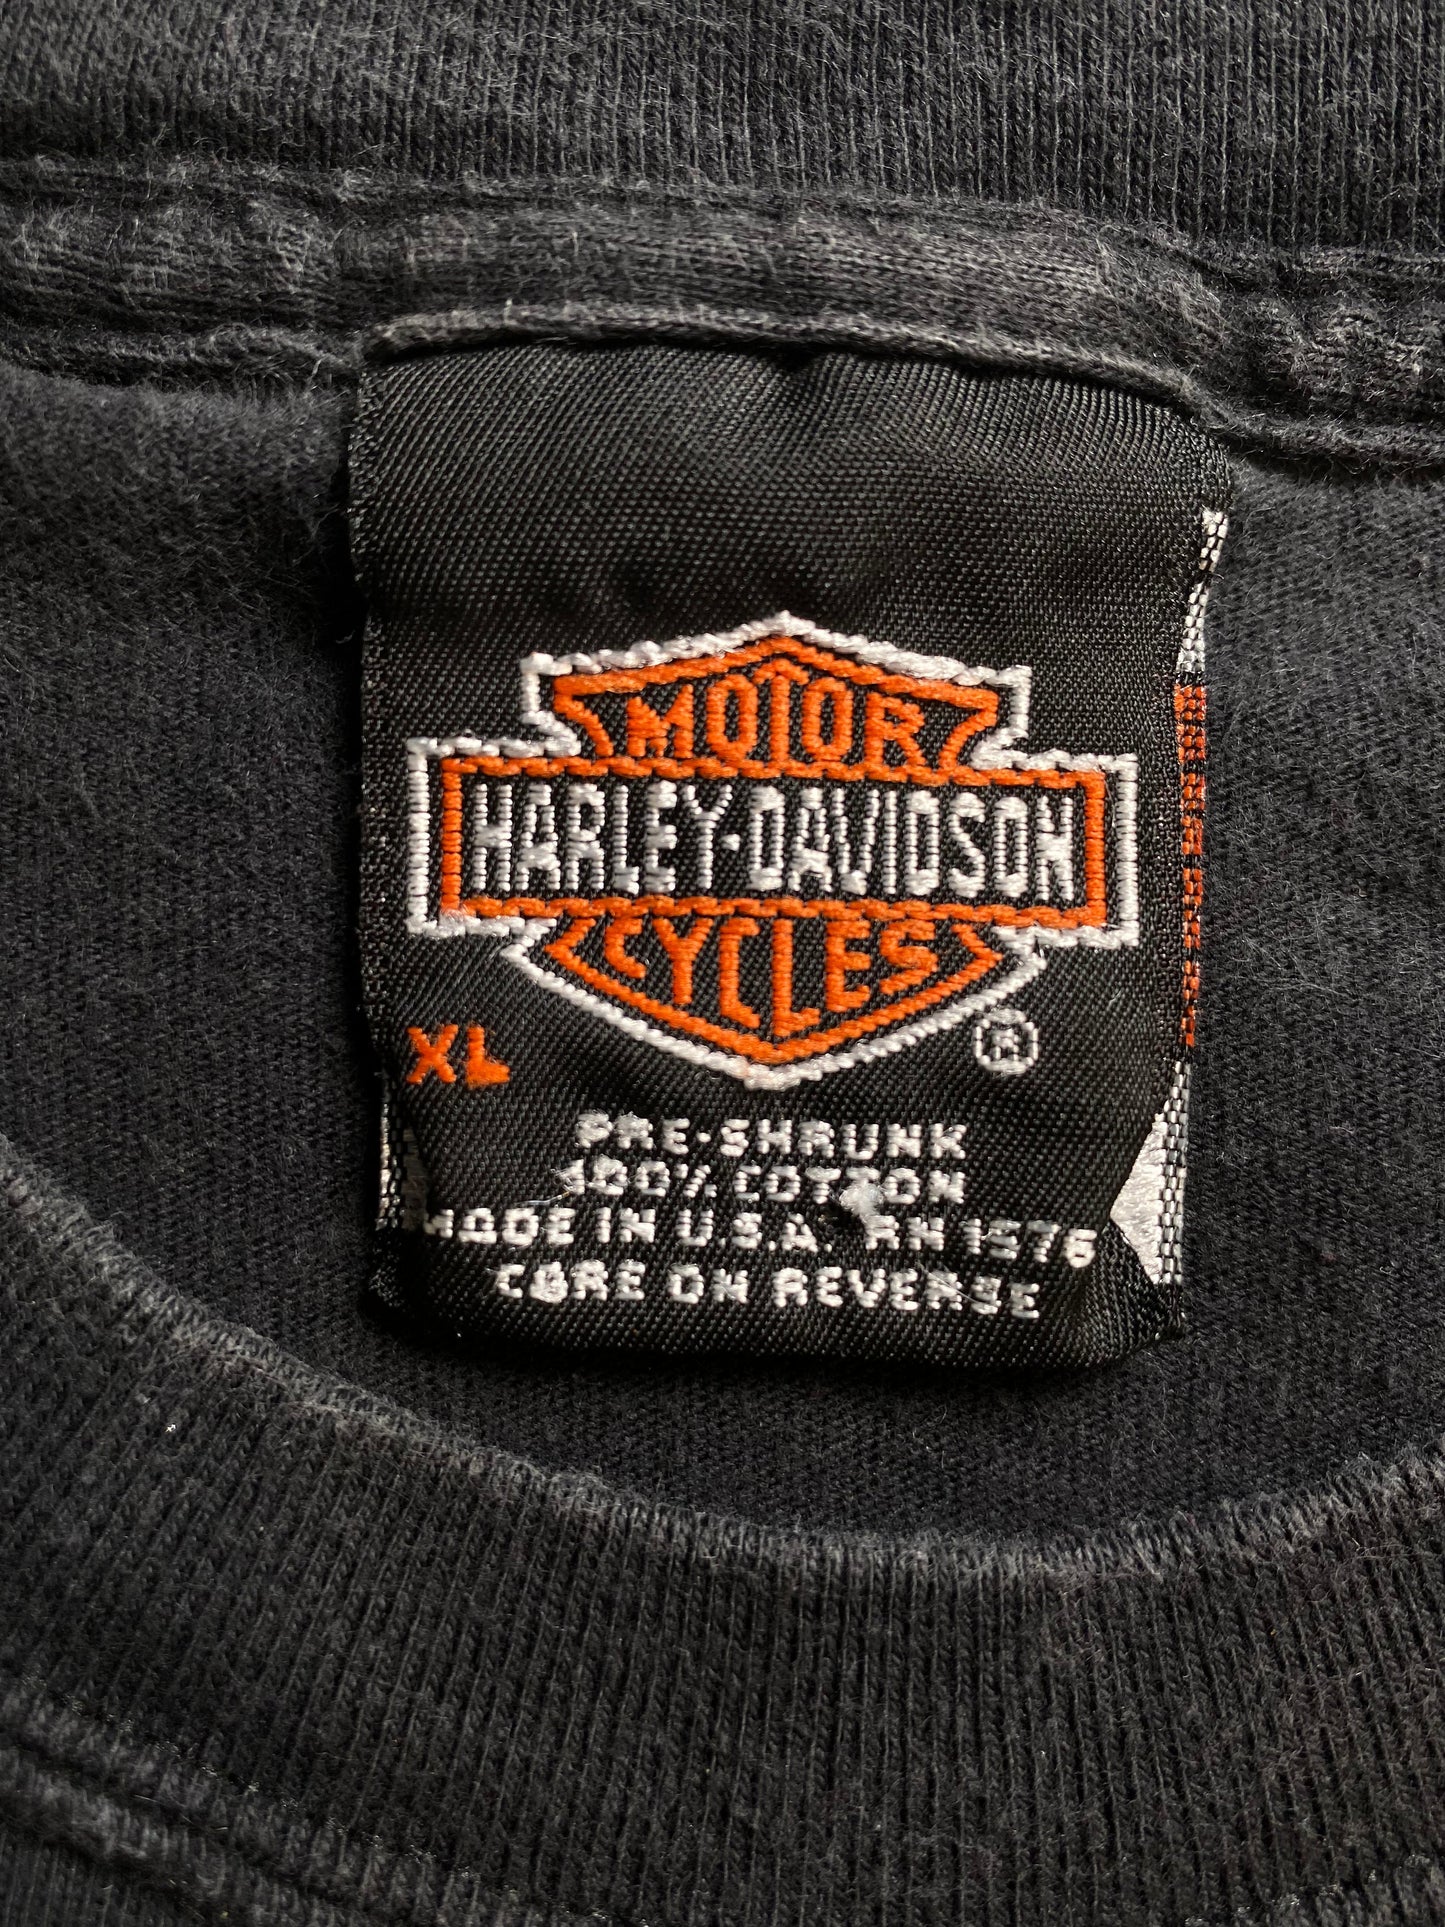 MOTOR
HARLEY-DAVIDSON
CYCLES
XL ®
PRE-SHRUNK
100% COTTON
MADE IN U.S.A. RN 1576
CARE ON REVERSE